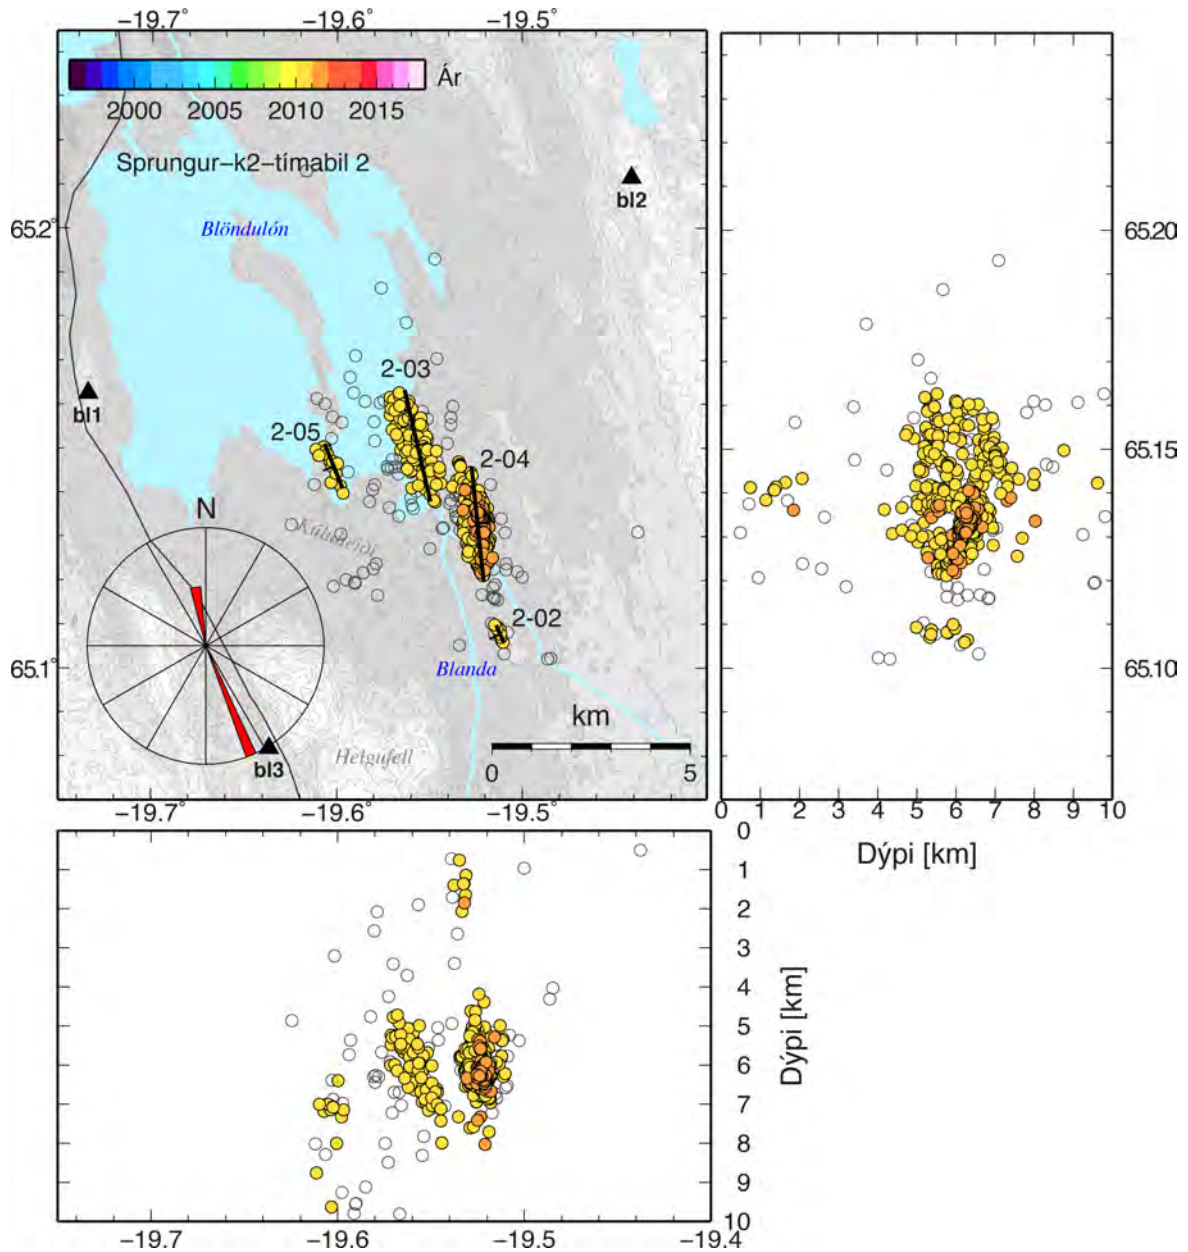 −19.7° −19.6° −19.5°
Ár
2000 2005 2010 2015
Sprungur−k2−tímabil 2
bl2
65.2°
Blöndulón
65.20
2-03
bl1
2-05
2-04
65.15
N
Kúluheiði
2-02
65.1°
Blanda
65.10
km
bl3
Helgufell
0 5
0 1 2 3 4 5 6 7 8 9 10
Dýpi [km]
−19.7 −19.6 −19.5
0
1
2
3
4
5
6
7
8
9
10
Dýpi [km]
−19.7 −19.6 −19.5 −19.4